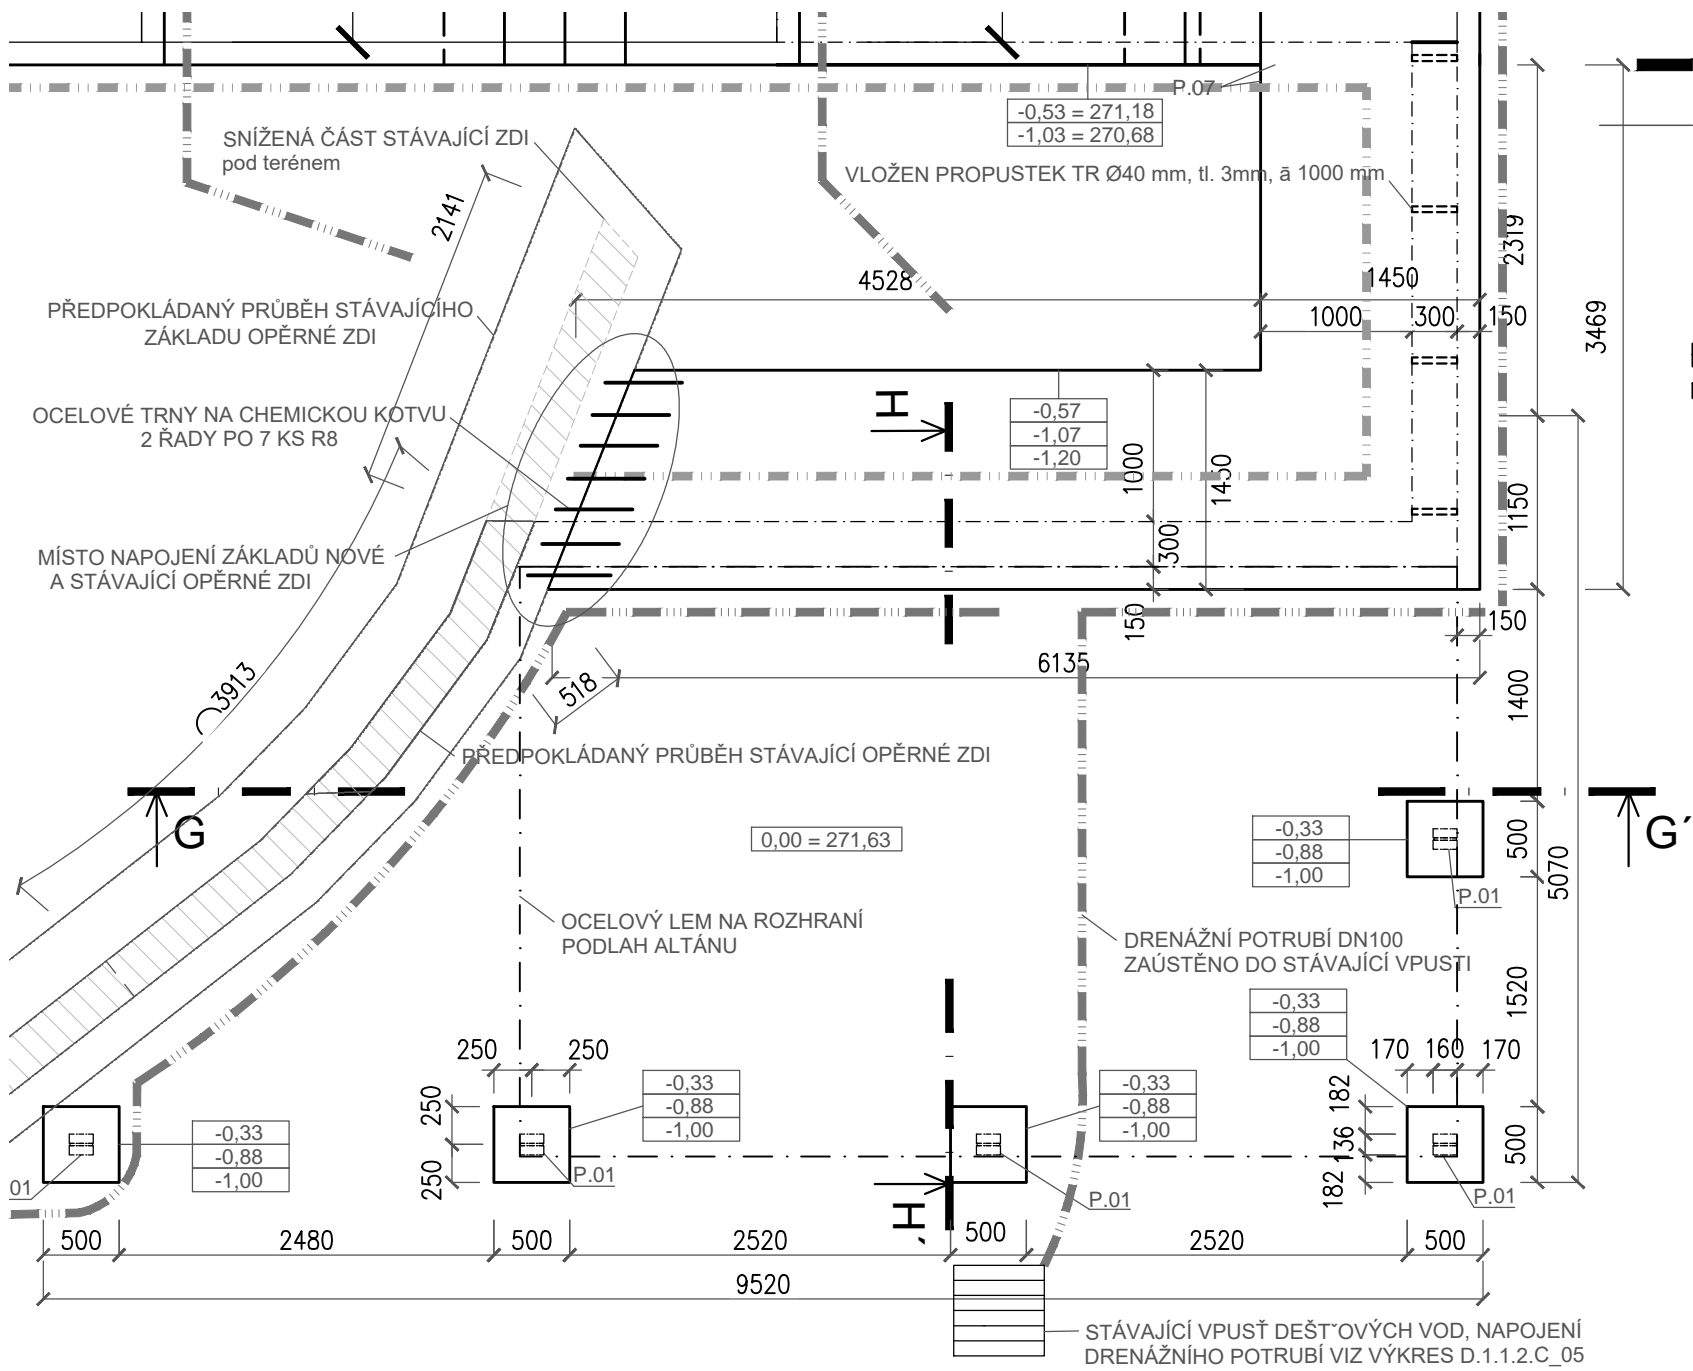 P.07
-0,53 = 271,18
-1,03 = 270,68
SNÍŽENÁ ČÁST STÁVAJÍCÍ ZDI
pod terénem
VLOŽEN PROPUSTEK TR Ø40 mm, tl. 3mm, ā 1000 mm
2141
2319
4528
1450
PŘEDPOKLÁDANÝ PRŮBĚH STÁVAJÍCÍHO
ZÁKLADU OPĚRNÉ ZDI
1000
300
150
3469
OCELOVÉ TRNY NA CHEMICKOU KOTVU
2 ŘADY PO 7 KS R8
H
-0,57
-1,07
-1,20
1000
1450
1150
300
MÍSTO NAPOJENÍ ZÁKLADŮ NOVÉ
A STÁVAJÍCÍ OPĚRNÉ ZDI
150
150
6135
518
3913
1400
PŘEDPOKLÁDANÝ PRŮBĚH STÁVAJÍCÍ OPĚRNÉ ZDI
G
0,00 = 271,63
-0,33
-0,88
-1,00
500
G´
5070
P.01
OCELOVÝ LEM NA ROZHRANÍ
PODLAH ALTÁNU
DRENÁŽNÍ POTRUBÍ DN100
ZAÚSTĚNO DO STÁVAJÍCÍ VPUSTI
1520
-0,33
-0,88
-1,00
250
250
170
160
170
-0,33
-0,88
-1,00
-0,33
-0,88
-1,00
250
250
182
136
182
500
-0,33
-0,88
-1,00
01
P.01
P.01
P.01
H´
500
2480
500
2520
500
2520
500
9520
STÁVAJÍCÍ VPUSŤ DEŠŤOVÝCH VOD, NAPOJENÍ
DRENÁŽNÍHO POTRUBÍ VIZ VÝKRES D.1.1.2.C_05